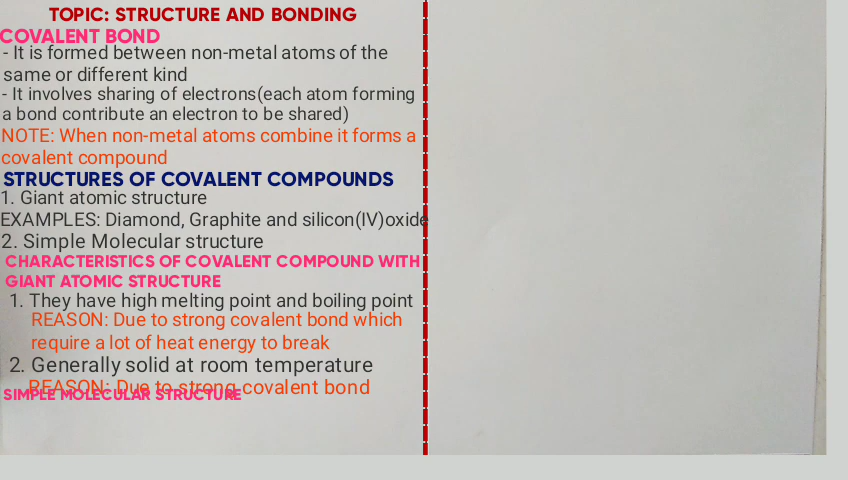 TOPIC: STRUCTURE AND BONDING
COVALENT BOND
- It is formed between non-metal atoms of the
same or different kind
- It involves sharing of electrons(each atom forming
a bond contribute an electron to be shared)
NOTE: When non-metal atoms combine it forms a
covalent compound
STRUCTURES OF COVALENT COMPOUNDS
1. Giant atomic structure
EXAMPLES: Diamond, Graphite and silicon(IV)oxide
2. Simple Molecular structure
CHARACTERISTICS OF COVALENT COMPOUND WITH
GIANT ATOMIC STRUCTURE
1. They have high melting point and boiling point
REASON: Due to strong covalent bond which
require a lot of heat energy to break
2. Generally solid at room temperature
REASON: Due to strong covalent bond
SIMPLE MOLECULAR STRUCTURE